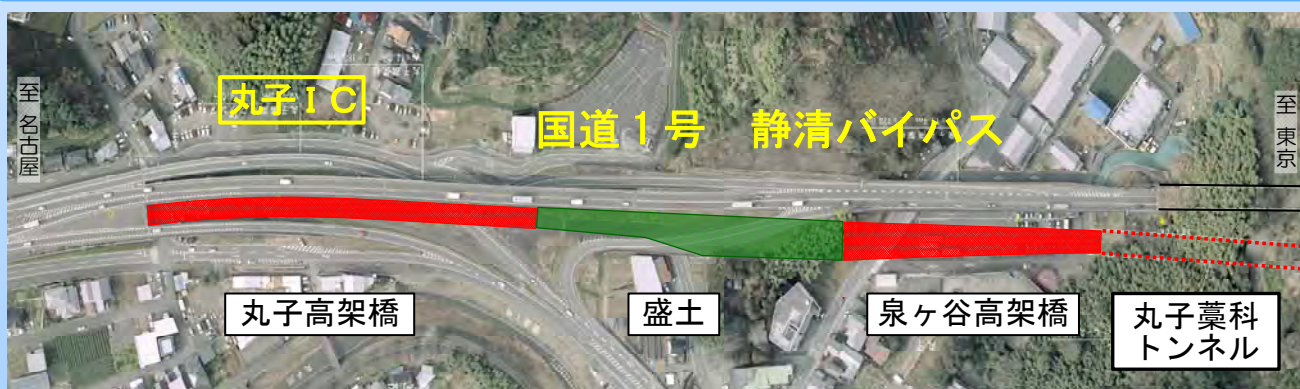 至 名古屋
丸子ＩＣ
国道１号　静清バイパス
至 東京
丸子高架橋
盛土
泉ヶ谷高架橋
丸子藁科
トンネル